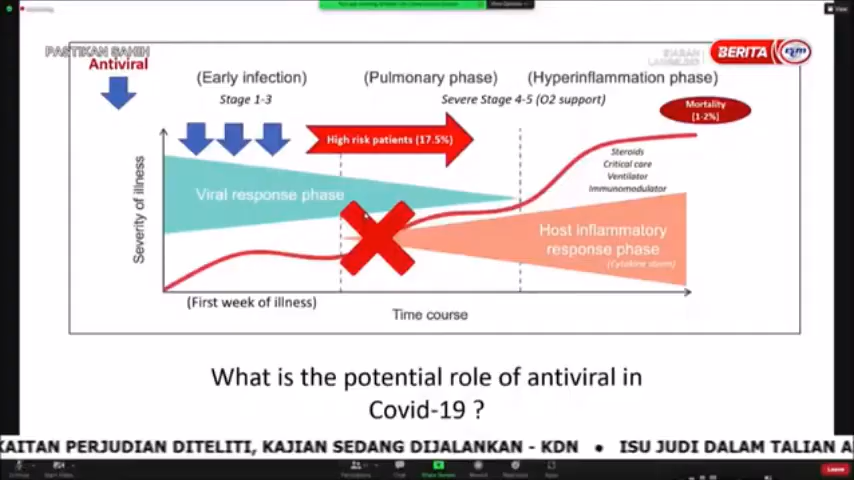 View
PASTIKAN SAHIH
BERITA
Antiviral
(Early infection)
(Pulmonary phase)
(Hyperinflammation phase)
Stage 1-3
Severe Stage 4-5 (O2 support)
Mortality
(1-2%)
High risk patients (17.5%)
Steroids
Critical care
Ventilator
Immunomodulator
Severity of illness
Viral response phase
Host inflammatory
response phase
(Cytokine storm)
(First week of illness)
Time course
What is the potential role of antiviral in
Covid-19 ?
KAITAN PERJUDIAN DITELITI, KAJIAN SEDANG DIJALANKAN - KDN ● ISU JUDI DALAM TALIAN A
Leave